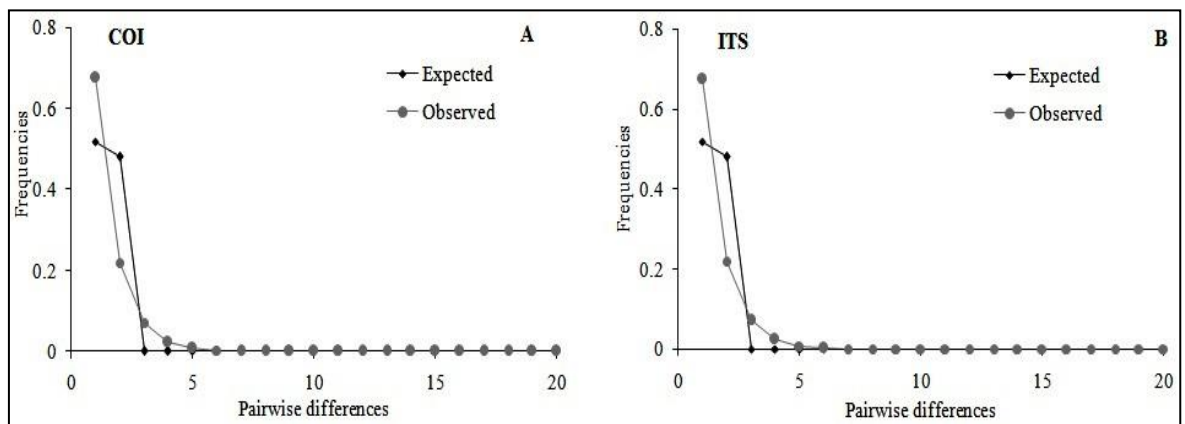 COI
A
Expected
Observed
Frequencies
0.8
0.6
0.4
0.2
0
0
5
10
15
20
Pairwise differences
ITS
B
Expected
Observed
Frequencies
0.8
0.6
0.4
0.2
0
0
5
10
15
20
Pairwise differences